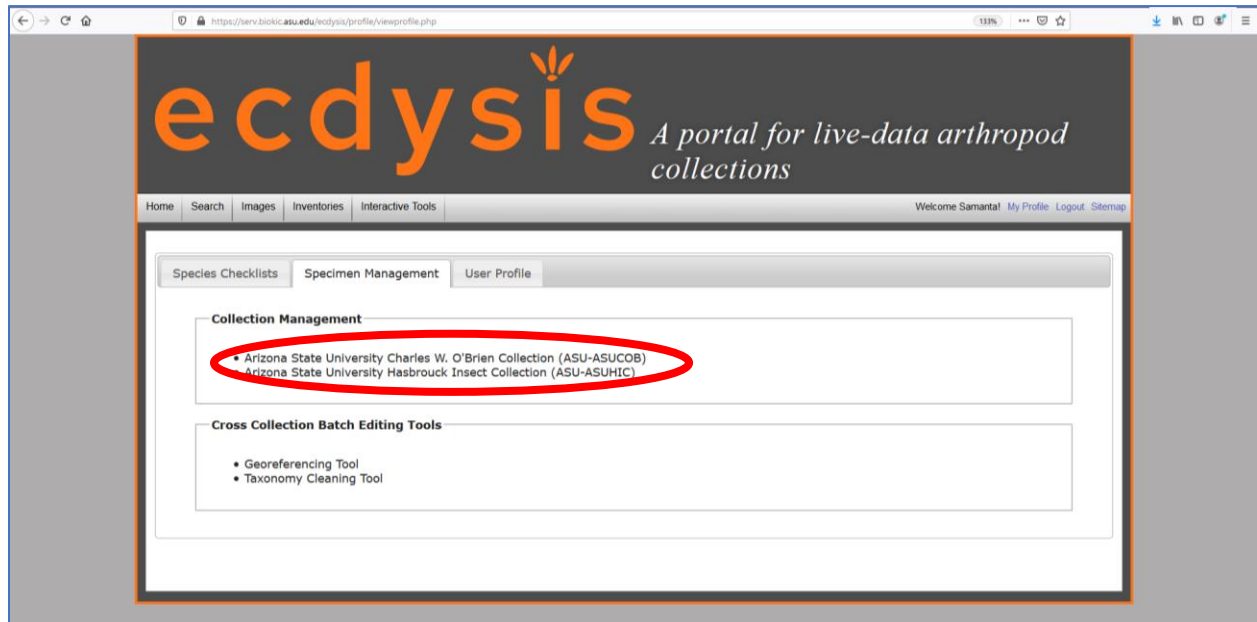 https://serv.biokic.asu.edu/ecdysis/profile/viewprofile.php
133%
ecdysis
A portal for live-data arthropod
collections
Home Search Images Inventories Interactive Tools
Welcome Samanta! My Profile Logout Sitemap
Species Checklists Specimen Management User Profile
Collection Management
• Arizona State University Charles W. O'Brien Collection (ASU-ASUCOB)
• Arizona State University Hasbrouck Insect Collection (ASU-ASUHIC)
Cross Collection Batch Editing Tools
• Georeferencing Tool
• Taxonomy Cleaning Tool